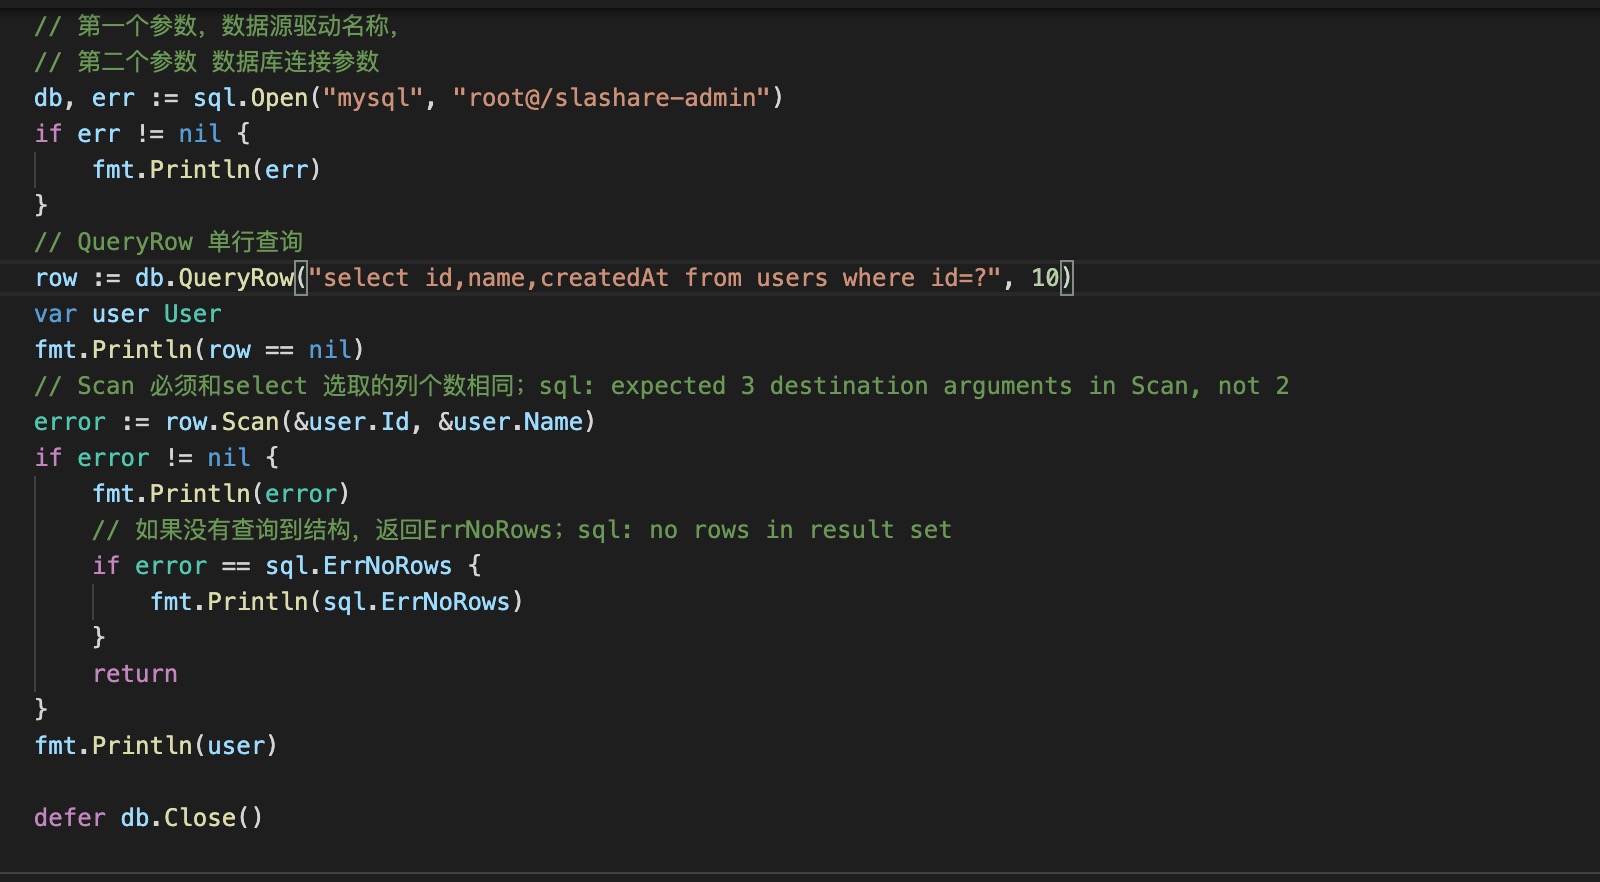 // 第一个参数，数据源驱动名称，
// 第二个参数 数据库连接参数
db, err := sql.Open("mysql", "root@/slashare-admin")
if err != nil {
    fmt.Println(err)
}
// QueryRow 单行查询
row := db.QueryRow("select id,name,createdAt from users where id=?", 10)
var user User
fmt.Println(row == nil)
// Scan 必须和select 选取的列个数相同；sql: expected 3 destination arguments in Scan, not 2
error := row.Scan(&user.Id, &user.Name)
if error != nil {
    fmt.Println(error)
    // 如果没有查询到结构，返回ErrNoRows；sql: no rows in result set
    if error == sql.ErrNoRows {
        fmt.Println(sql.ErrNoRows)
    }
    return
}
fmt.Println(user)
defer db.Close()